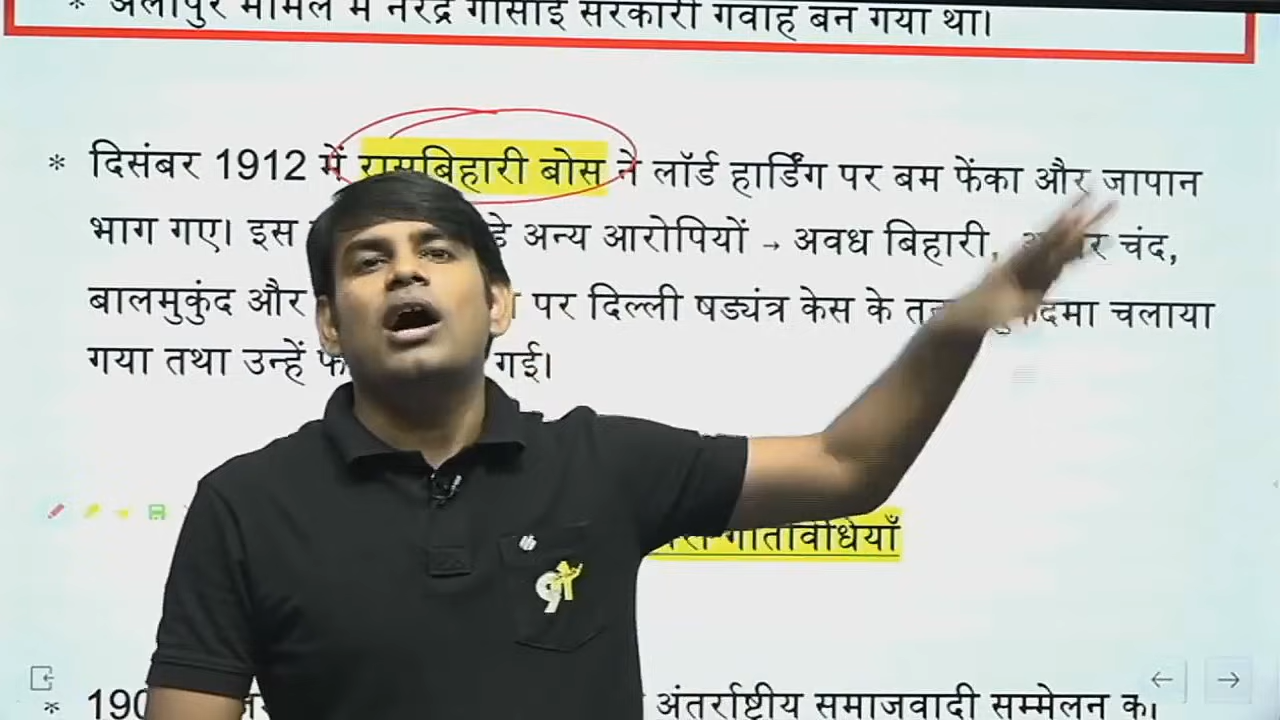 * अलीपुर मामले में नरेंद्र गोसाई सरकारी गवाह बन गया था।
* दिसंबर 1912 में रासबिहारी बोस ने लॉर्ड हार्डिंग पर बम फेंका और जापान
भाग गए। इस अन्य आरोपियों → अवध बिहारी, चंद,
बालमुकुंद और पर दिल्ली षड्यंत्र केस के चलाया
गया तथा उन्हें गई।
गतिविधियाँ
* अंतर्राष्ट्रीय समाजवादी सम्मेलन